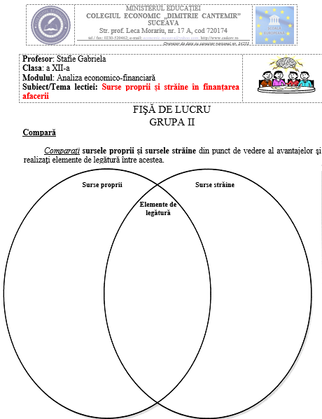 MINISTERUL EDUCAȚIEI
COLEGIUL ECONOMIC „DIMITRIE CANTEMIR”
SUCEAVA
Str. prof. Leca Morariu, nr. 17 A, cod 720174
Profesor: Stafie Gabriela
Clasa: a XII-a
Modulul: Analiza economico-financiară
Subiect/Tema lecției: Surse proprii și străine în finanțarea
afacerii
FIŞĂ DE LUCRU
GRUPA II
Compară
Comparați sursele proprii și sursele străine din punct de vedere al avantajelor și
realizați elemente de legătură între acestea.
Surse proprii
Surse străine
Elemente de
legătură